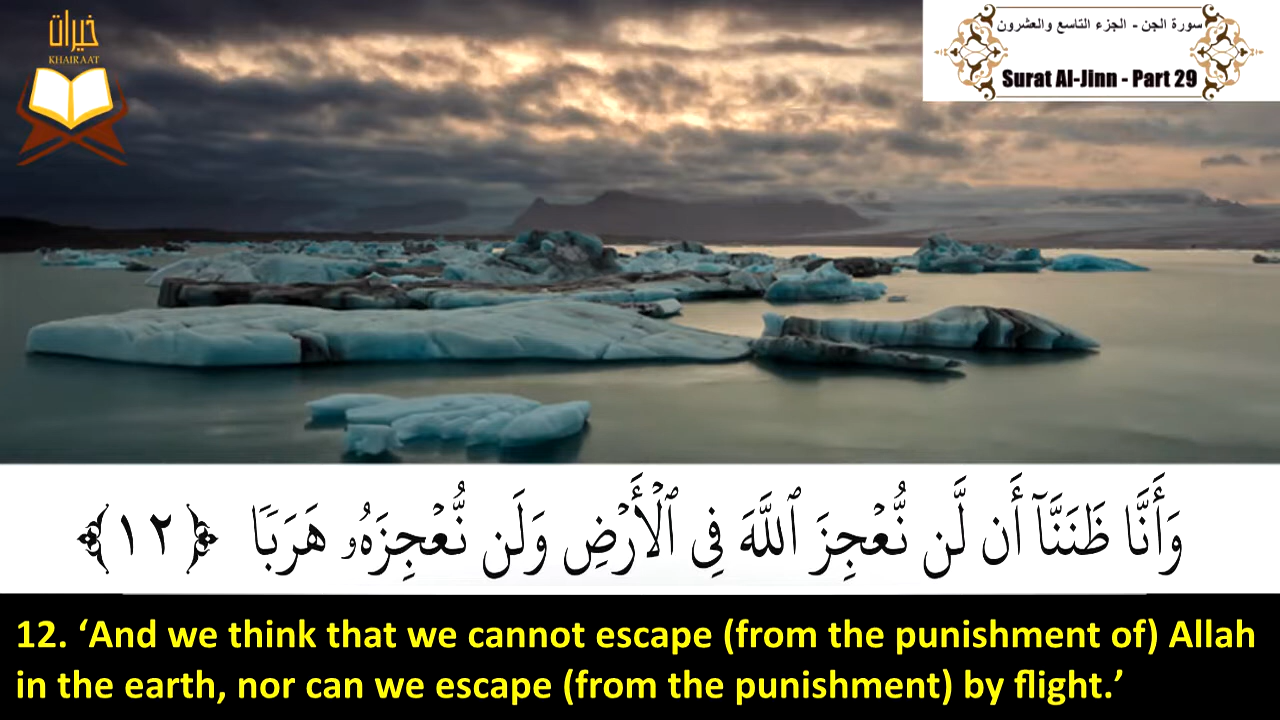 خيرات
KHAIRAAT
سورة الجن - الجزء التاسع والعشرون
Surat Al-Jinn - Part 29
وَأَنَّا ظَنَنَّآ أَن لَّن نُّعْجِزَ ٱللَّهَ فِى ٱلْأَرْضِ وَلَن نُّعْجِزَهُۥ هَرَبًا ﴿١٢﴾
12. ‘And we think that we cannot escape (from the punishment of) Allah
in the earth, nor can we escape (from the punishment) by flight.’